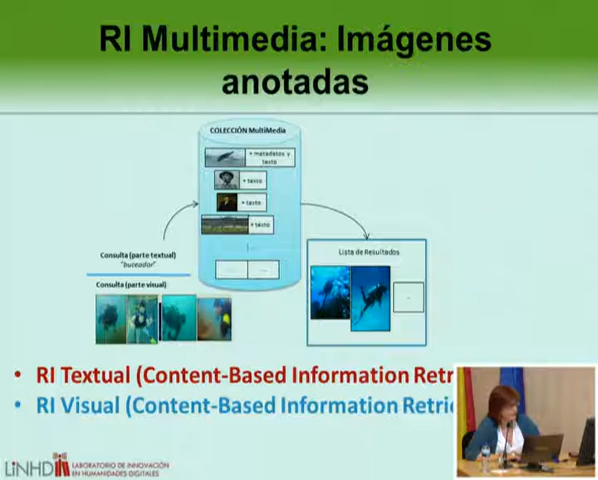 RI Multimedia: Imágenes
anotadas
COLECCIÓN MultiMedia
+ metadatos y
texto
+ texto
+ texto
+ texto
Consulta (parte textual)
"buceador"
Consulta (parte visual)
Lista de Resultados
• RI Textual (Content-Based Information Retr
• RI Visual (Content-Based Information Retri
LINHD
LABORATORIO DE INNOVACIÓN
EN HUMANIDADES DIGITALES